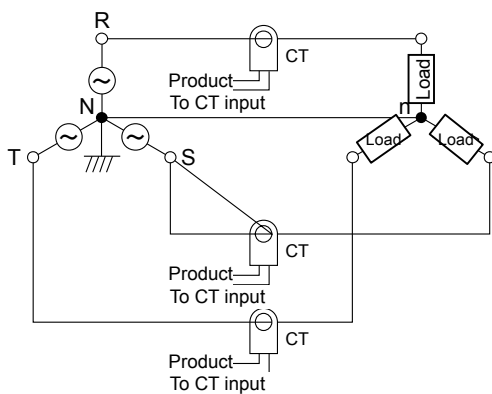 R
CT
Product
To CT input
Load
N
n
T
S
Load
Load
CT
Product
To CT input
CT
Product
To CT input